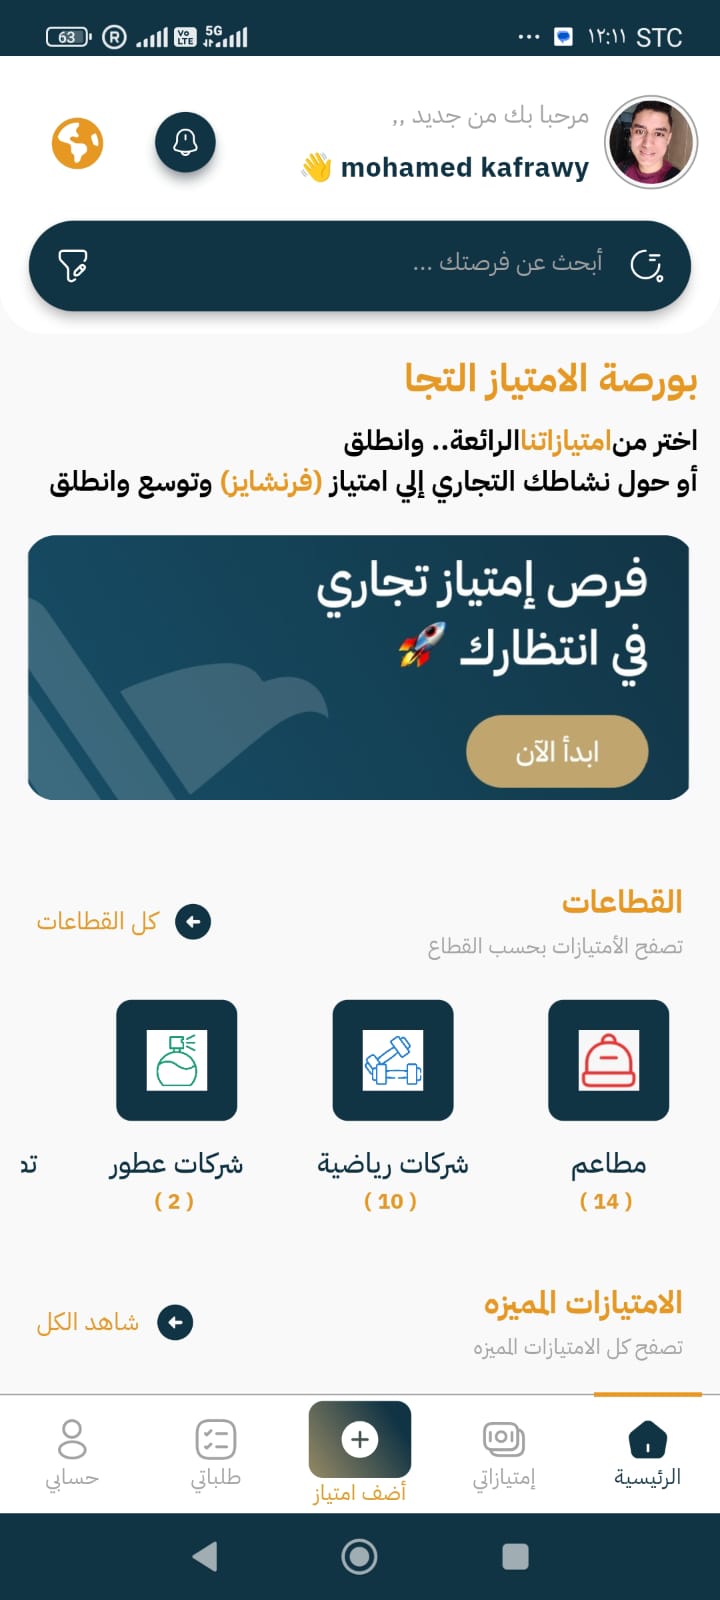 63 R Vo LTE 5G ... ١٢:١١ STC
مرحبا بك من جديد ,,
mohamed kafrawy 👋
أبحث عن فرصتك ...
بورصة الامتياز التجا
اختر من امتيازاتنا الرائعة.. وانطلق
أو حول نشاطك التجاري إلي امتياز (فرنشايز) وتوسع وانطلق
فرص إمتياز تجاري
في انتظارك 🚀
ابدأ الآن
القطاعات
كل القطاعات
تصفح الأمتيازات بحسب القطاع
مطاعم
( 14 )
شركات رياضية
( 10 )
شركات عطور
( 2 )
الامتيازات المميزه
شاهد الكل
تصفح كل الامتيازات المميزه
الرئيسية
إمتيازاتي
أضف امتياز
طلباتي
حسابي